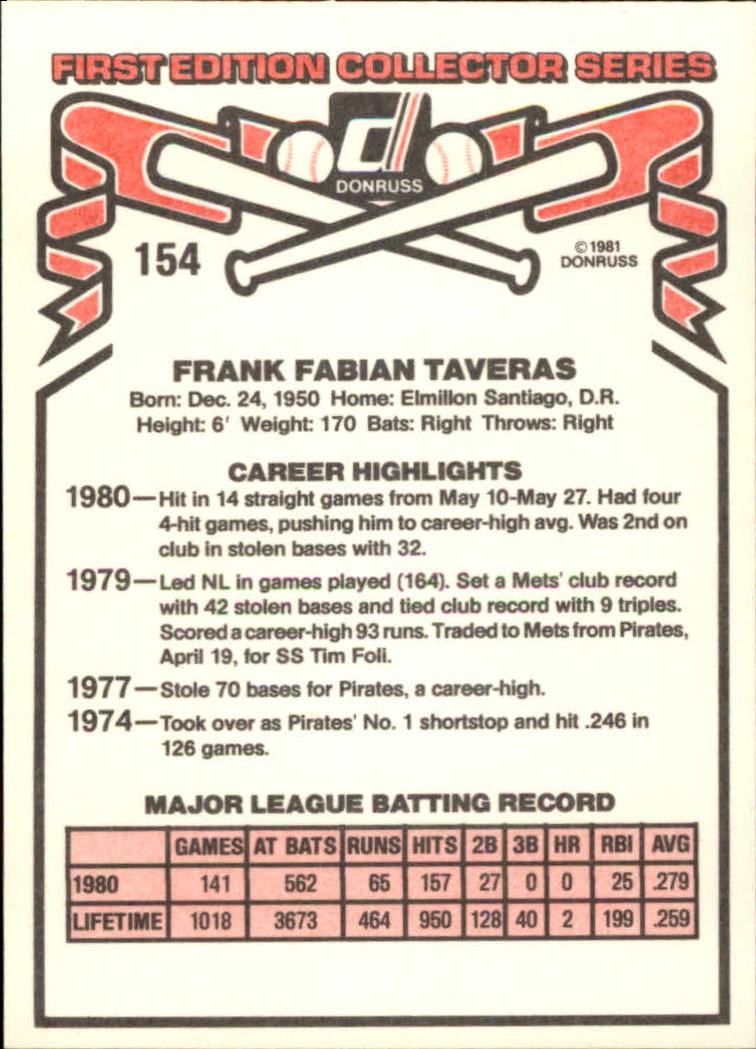 FIRST EDITION COLLECTOR SERIES
d
DONRUSS
154
© 1981
DONRUSS
FRANK FABIAN TAVERAS
Born: Dec. 24, 1950 Home: Elmillon Santiago, D.R.
Height: 6' Weight: 170 Bats: Right Throws: Right
CAREER HIGHLIGHTS
1980—Hit in 14 straight games from May 10-May 27. Had four
4-hit games, pushing him to career-high avg. Was 2nd on
club in stolen bases with 32.
1979—Led NL in games played (164). Set a Mets' club record
with 42 stolen bases and tied club record with 9 triples.
Scored a career-high 93 runs. Traded to Mets from Pirates,
April 19, for SS Tim Foli.
1977—Stole 70 bases for Pirates, a career-high.
1974—Took over as Pirates' No. 1 shortstop and hit .246 in
126 games.
MAJOR LEAGUE BATTING RECORD
GAMES AT BATS RUNS HITS 2B 3B HR RBI AVG
1980 141 562 65 157 27 0 0 25 .279
LIFETIME 1018 3673 464 950 128 40 2 199 .259